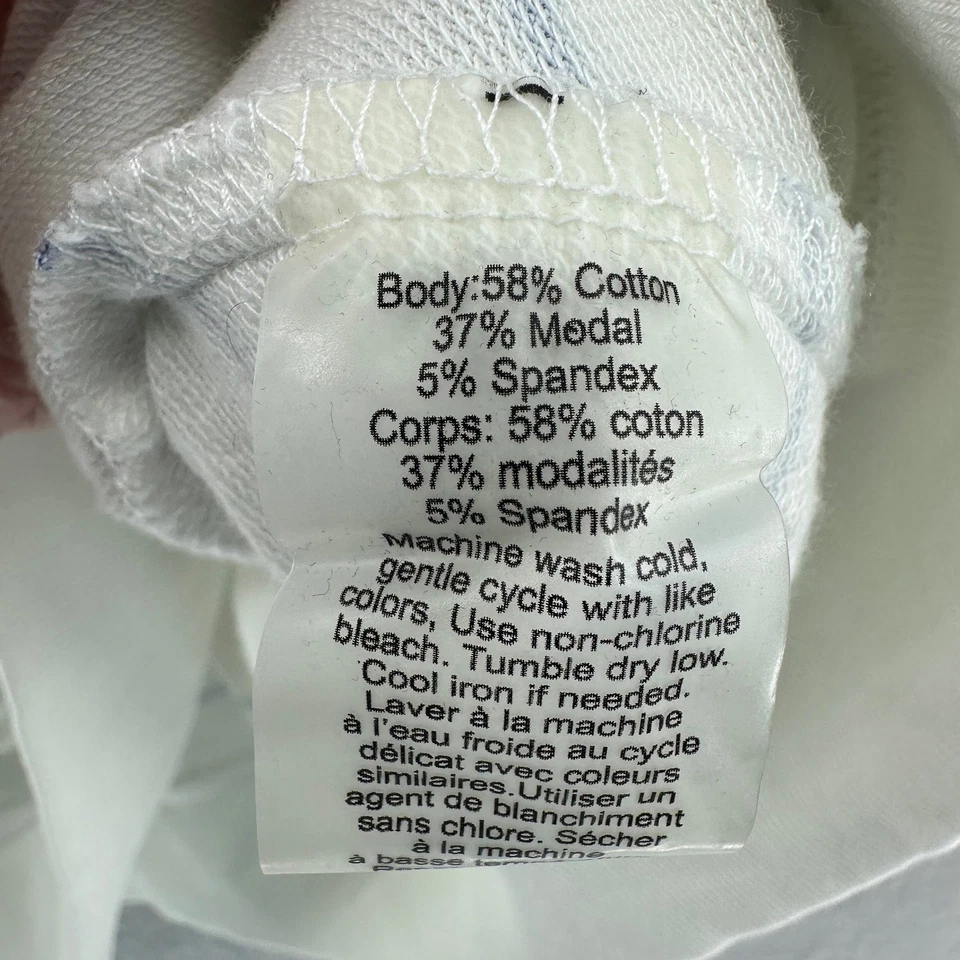 Body:58% Cotton
37% Modal
5% Spandex
Corps: 58% coton
37% modalités
5% Spandex
Machine wash cold,
gentle cycle with like
colors, Use non-chlorine
bleach. Tumble dry low.
Cool iron if needed.
Laver à la machine
à l'eau froide au cycle
délicat avec couleurs
similaires.Utiliser un
agent de blanchiment
sans chlore. Sécher
à la machine
à basse